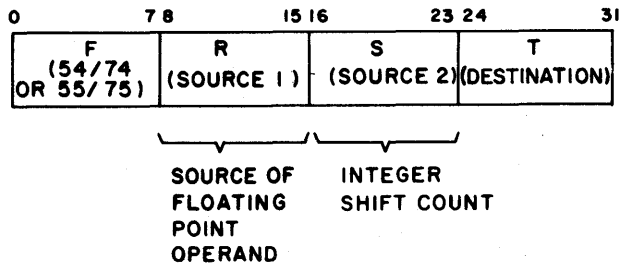 0 7 8 15 16 23 24 31
F R S T
(54/74 (SOURCE 1) (SOURCE 2) (DESTINATION)
OR 55/75)
SOURCE OF INTEGER
FLOATING SHIFT COUNT
POINT
OPERAND